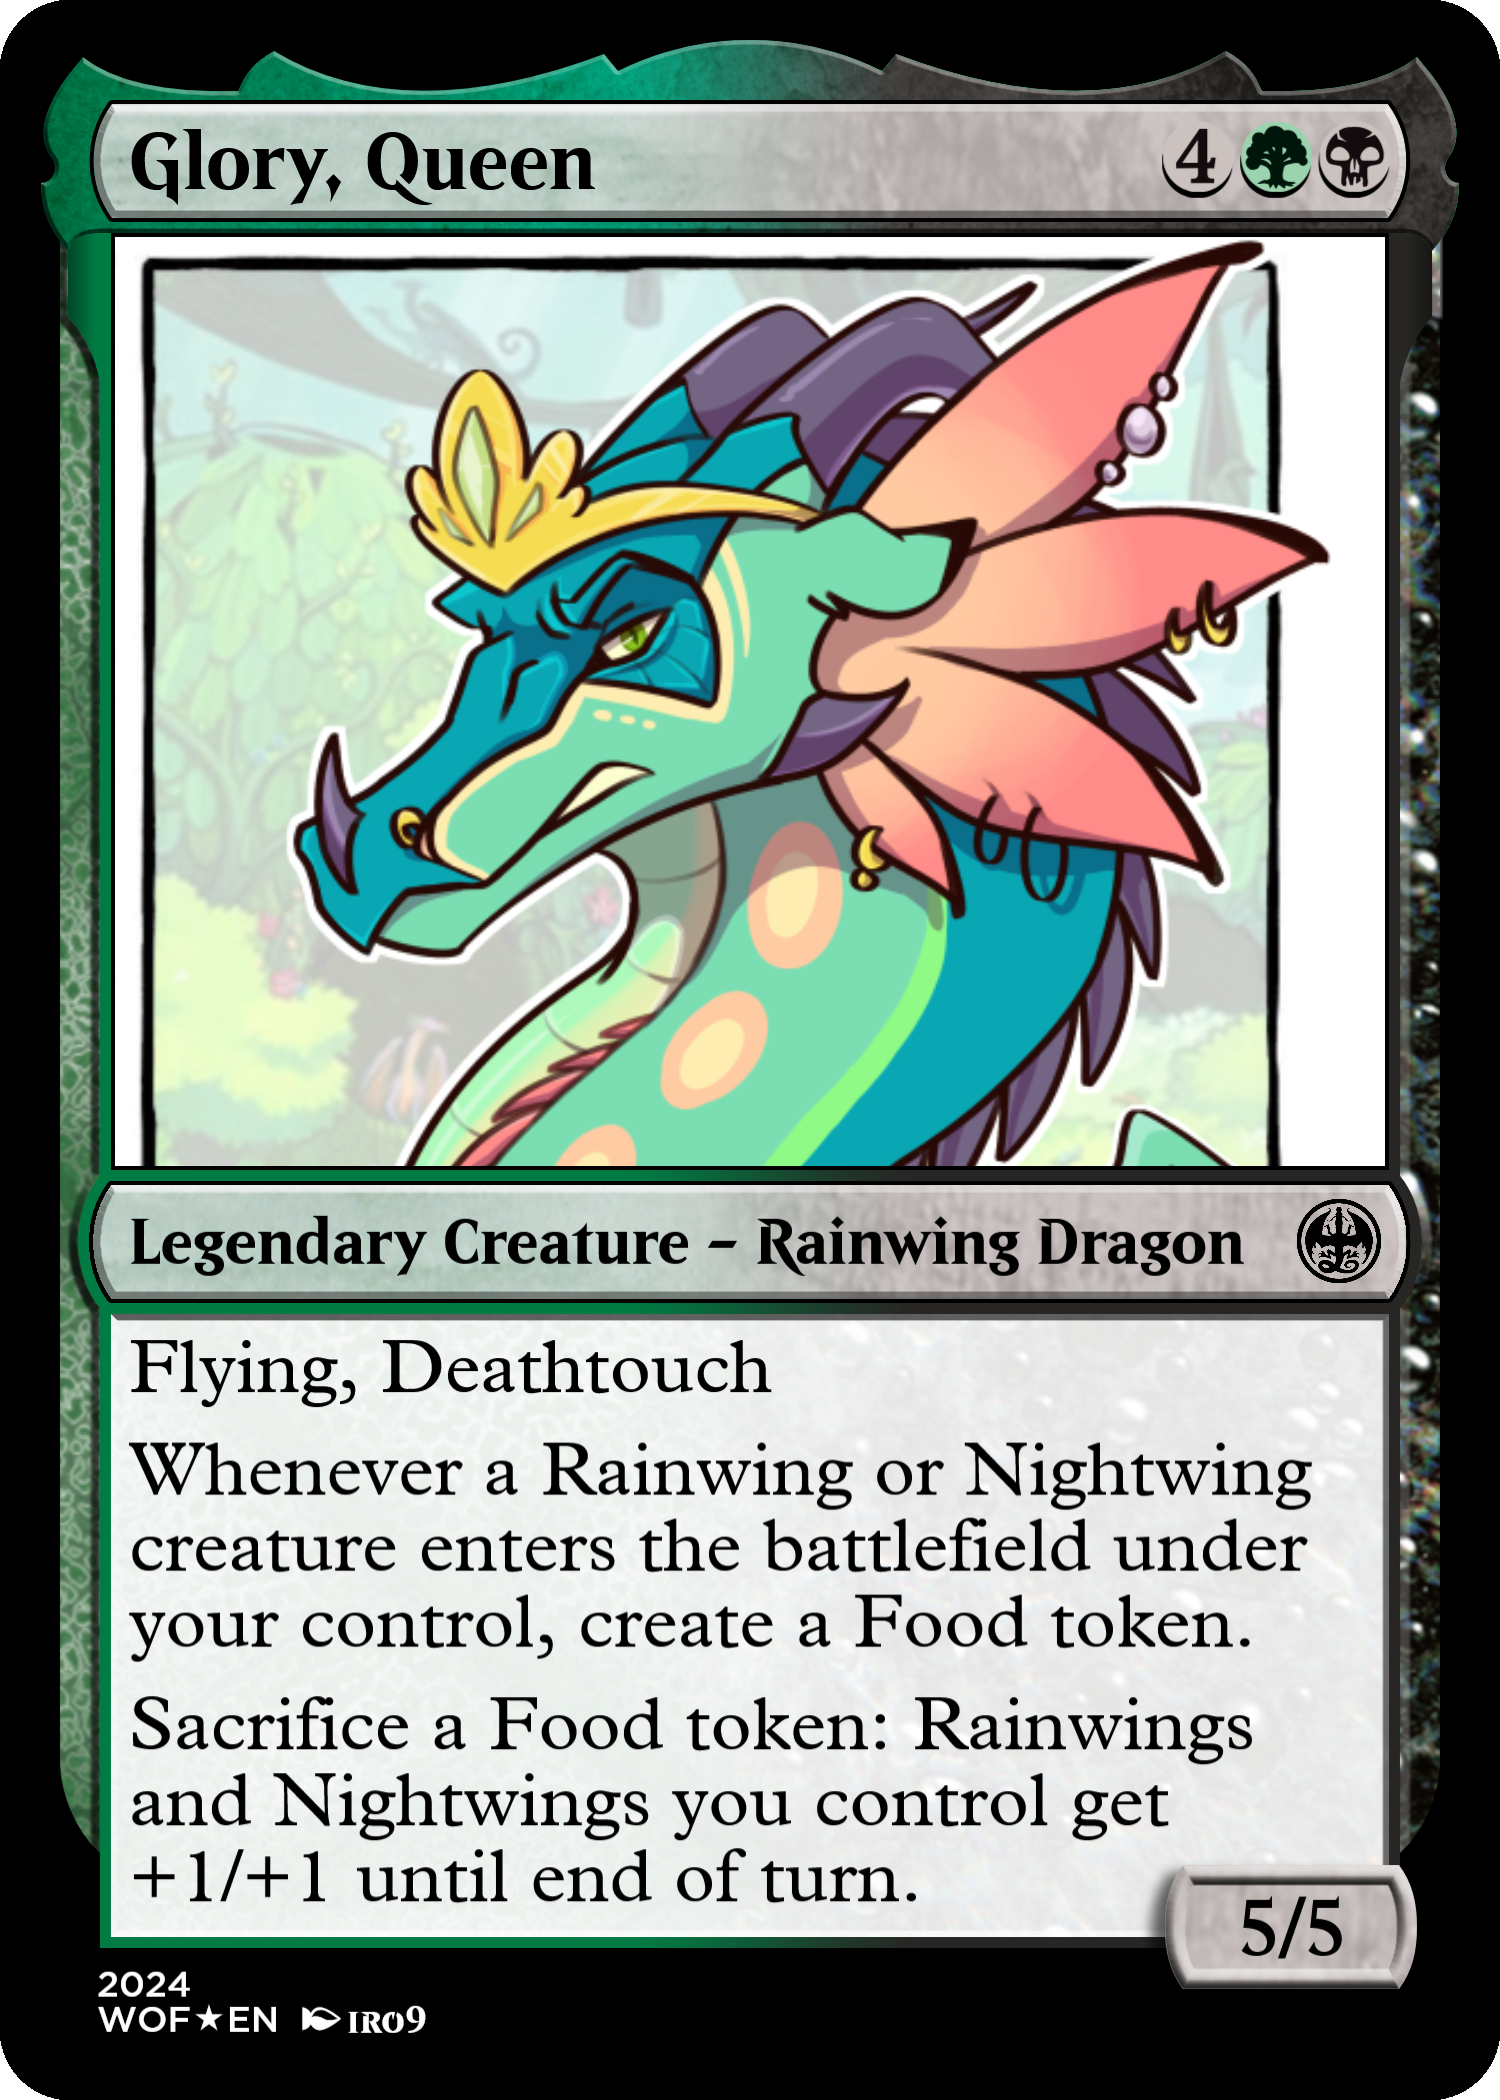 Glory, Queen 4
Legendary Creature – Rainwing Dragon
Flying, Deathtouch
Whenever a Rainwing or Nightwing
creature enters the battlefield under
your control, create a Food token.
Sacrifice a Food token: Rainwings
and Nightwings you control get
+1/+1 until end of turn.
5/5
2024
WOF★EN IRO9